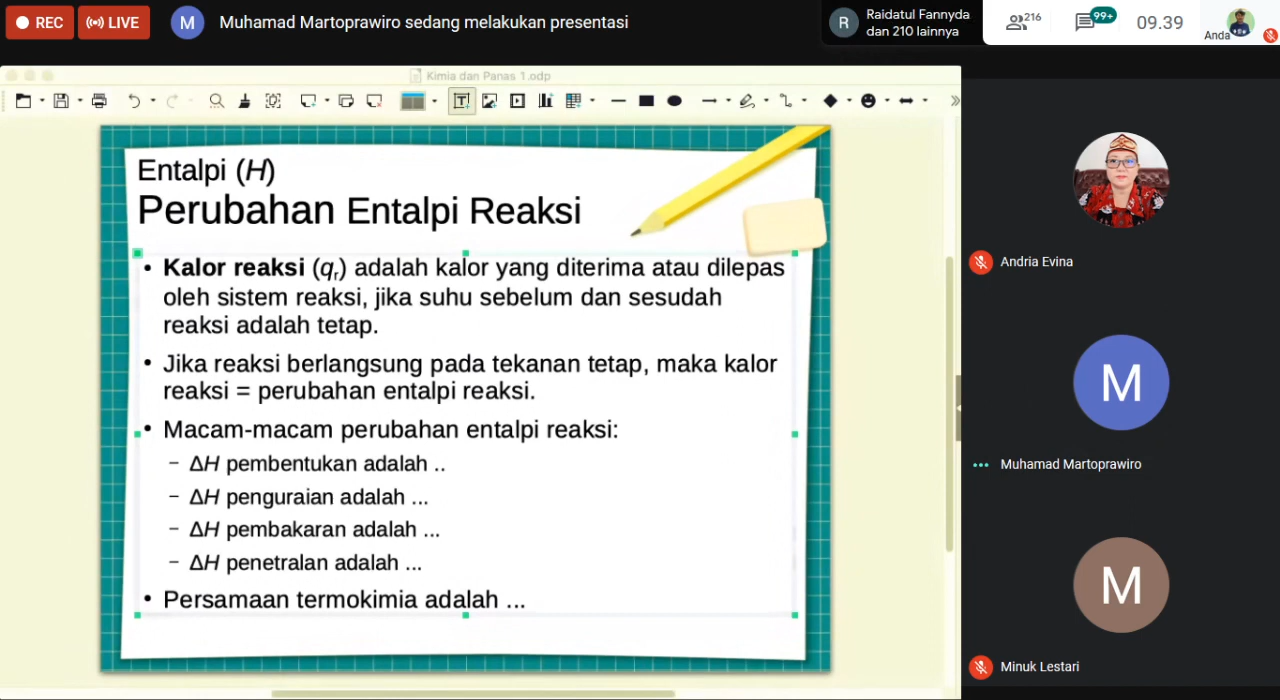 REC
LIVE
M
Muhamad Martoprawiro sedang melakukan presentasi
R
Raidatul Fannyda
dan 210 lainnya
216
99+
09.39
Anda
Kimia dan Panas 1.odp
Entalpi (H)
Perubahan Entalpi Reaksi
• Kalor reaksi (qr) adalah kalor yang diterima atau dilepas
oleh sistem reaksi, jika suhu sebelum dan sesudah
reaksi adalah tetap.
• Jika reaksi berlangsung pada tekanan tetap, maka kalor
reaksi = perubahan entalpi reaksi.
• Macam-macam perubahan entalpi reaksi:
– ΔH pembentukan adalah ..
– ΔH penguraian adalah ...
– ΔH pembakaran adalah ...
– ΔH penetralan adalah ...
• Persamaan termokimia adalah ...
Andria Evina
M
Muhamad Martoprawiro
M
Minuk Lestari